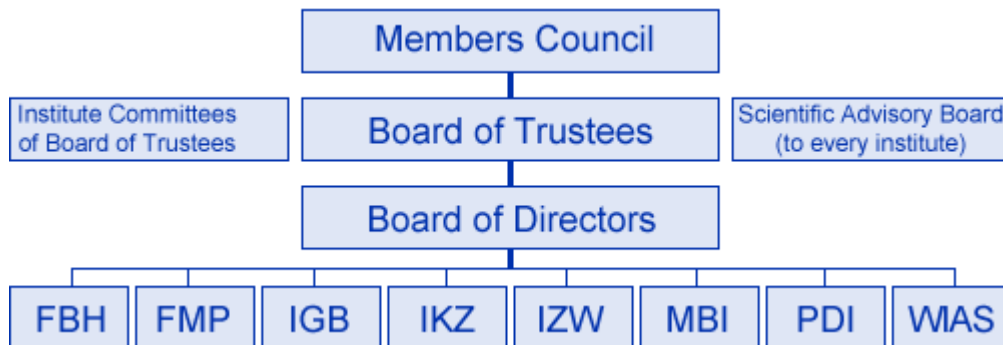 Members Council
Institute Committees
of Board of Trustees
Board of Trustees
Scientific Advisory Board
(to every institute)
Board of Directors
FBH
FMP
IGB
IKZ
IZW
MBI
PDI
WIAS